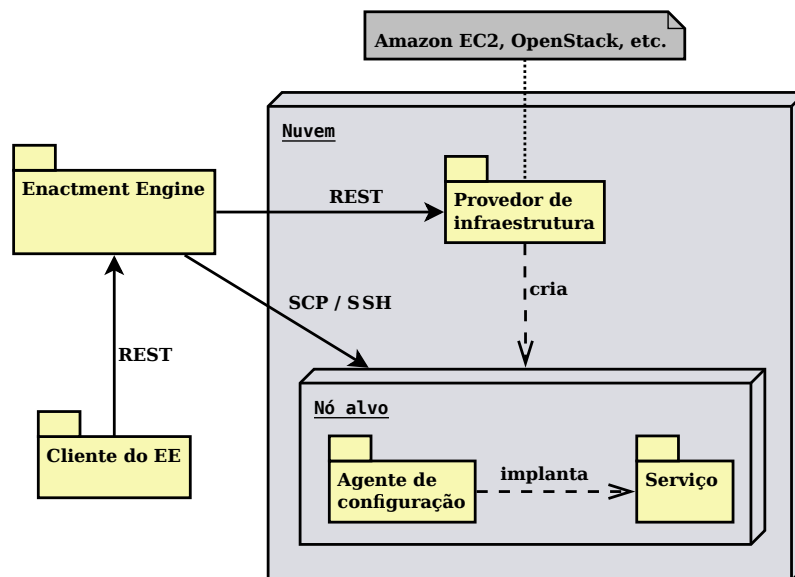 Amazon EC2, OpenStack, etc.
Nuvem
Enactment Engine
REST
Provedor de
infraestrutura
cria
SCP / SSH
REST
Nó alvo
Cliente do EE
Agente de
configuração
implanta
Serviço